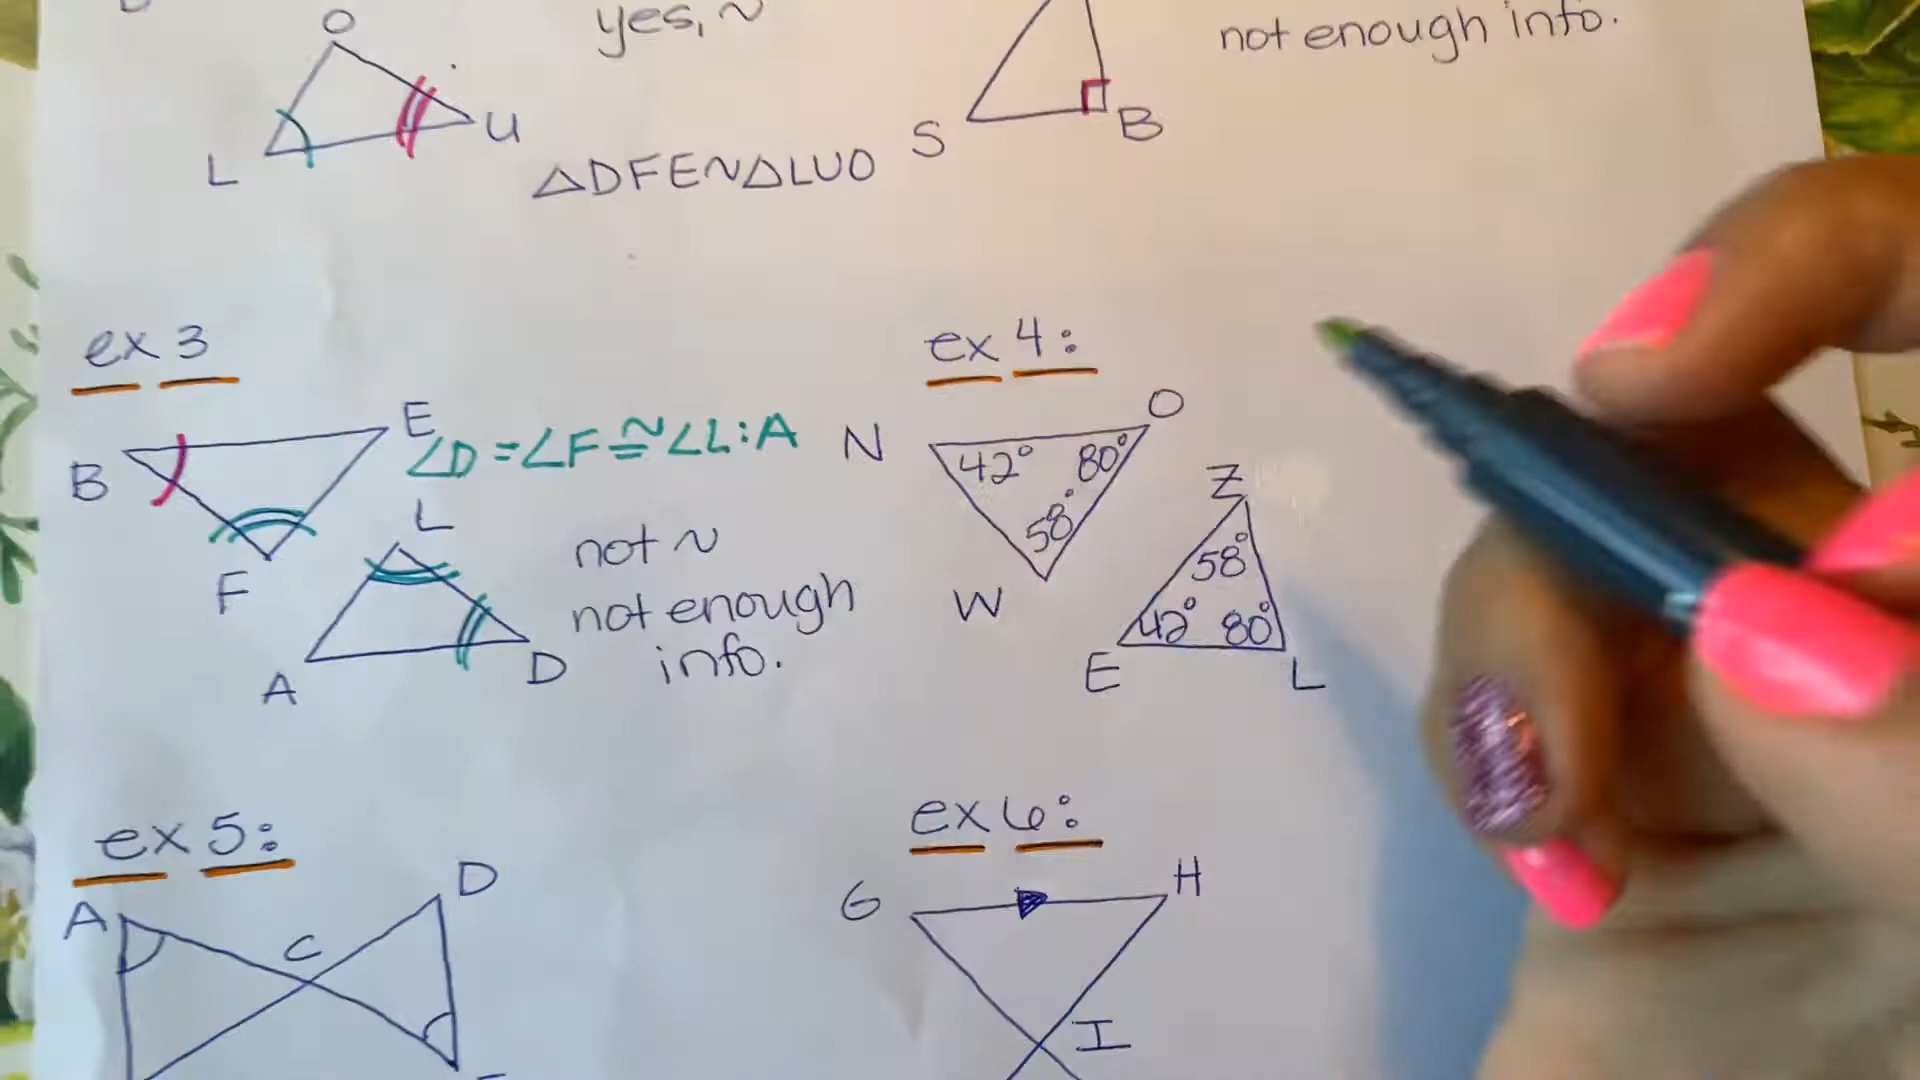 O
yes, ~
L
U
△DFE~△LUO
not enough info.
S
B
ex 3
B
E
F
∠D = ∠F ≅ ∠L : A
L
A
D
not ~
not enough
info.
ex 4:
N
O
42°
80°
58°
W
Z
58°
42°
80°
E
L
ex 5:
A
D
C
ex 6:
G
H
I